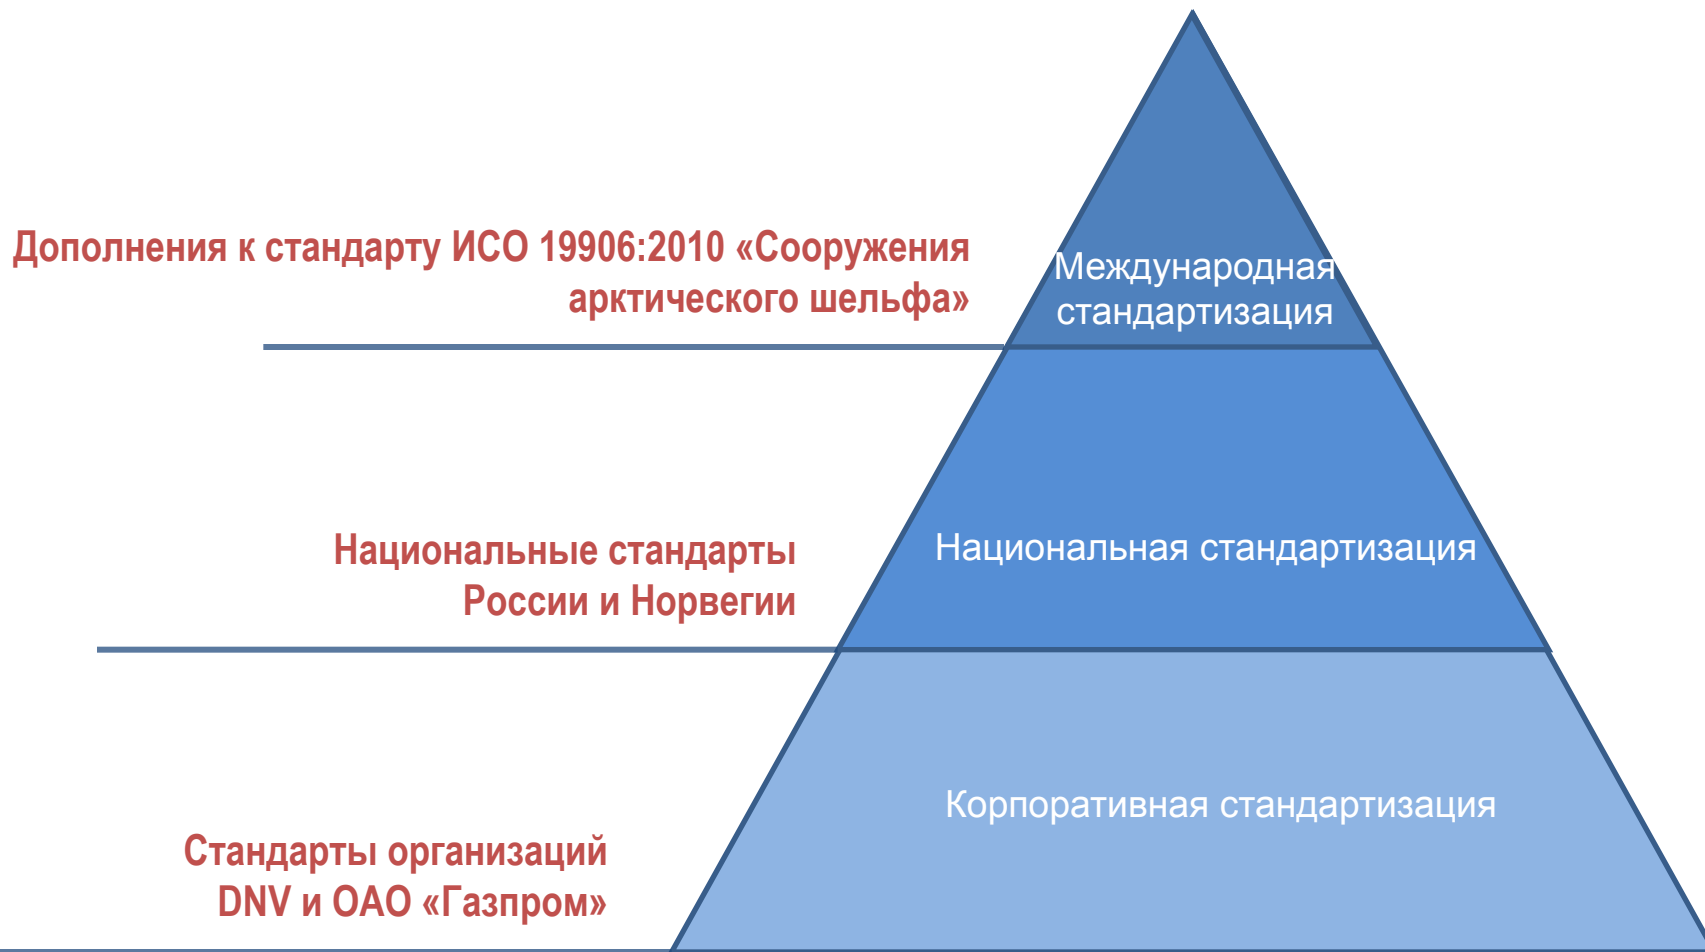 Дополнения к стандарту ИСО 19906:2010 «Сооружения
арктического шельфа»
Международная
стандартизация
Национальные стандарты
России и Норвегии
Национальная стандартизация
Стандарты организаций
DNV и ОАО «Газпром»
Корпоративная стандартизация